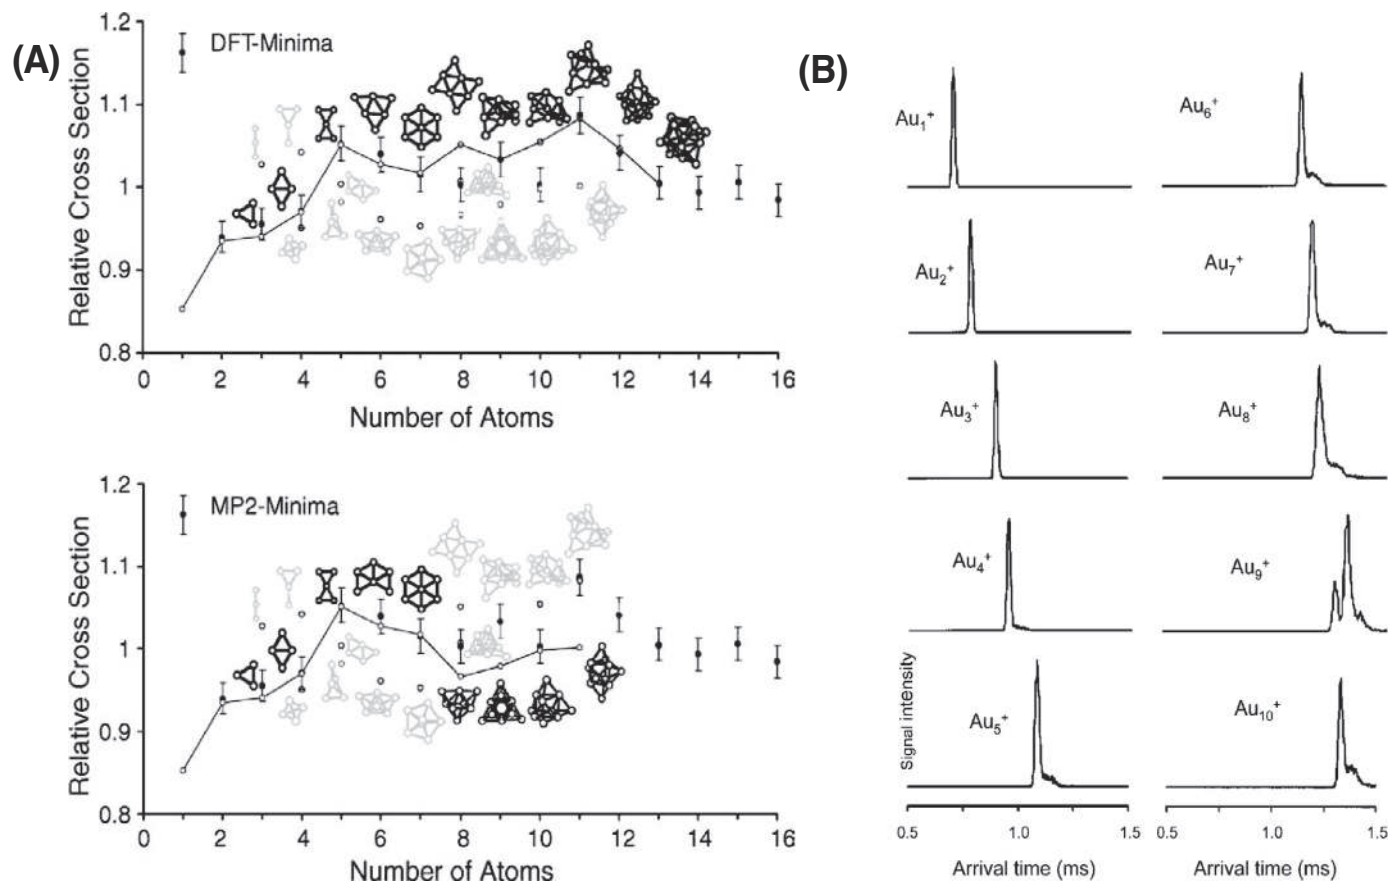 (A)
1.2
1.1
1
0.9
0.8
Relative Cross Section
DFT-Minima
0 2 4 6 8 10 12 14 16
Number of Atoms
1.2
1.1
1
0.9
0.8
Relative Cross Section
MP2-Minima
0 2 4 6 8 10 12 14 16
Number of Atoms
(B)
Au₁⁺
Au₂⁺
Au₃⁺
Au₄⁺
Au₅⁺
Signal intensity
0.5 1.0 1.5
Arrival time (ms)
Au₆⁺
Au₇⁺
Au₈⁺
Au₉⁺
Au₁₀⁺
0.5 1.0 1.5
Arrival time (ms)